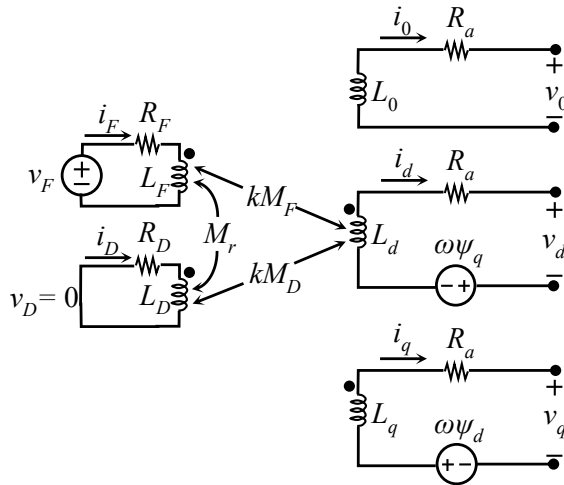 i_0 R_a
L_0
+
v_0
−
i_F R_F
v_F + −
L_F
kM_F
M_r
i_D R_D
kM_D
v_D = 0
L_D
i_d R_a
L_d
+
v_d
−
ωψ_q
− +
i_q R_a
L_q
+
v_q
−
ωψ_d
+ −